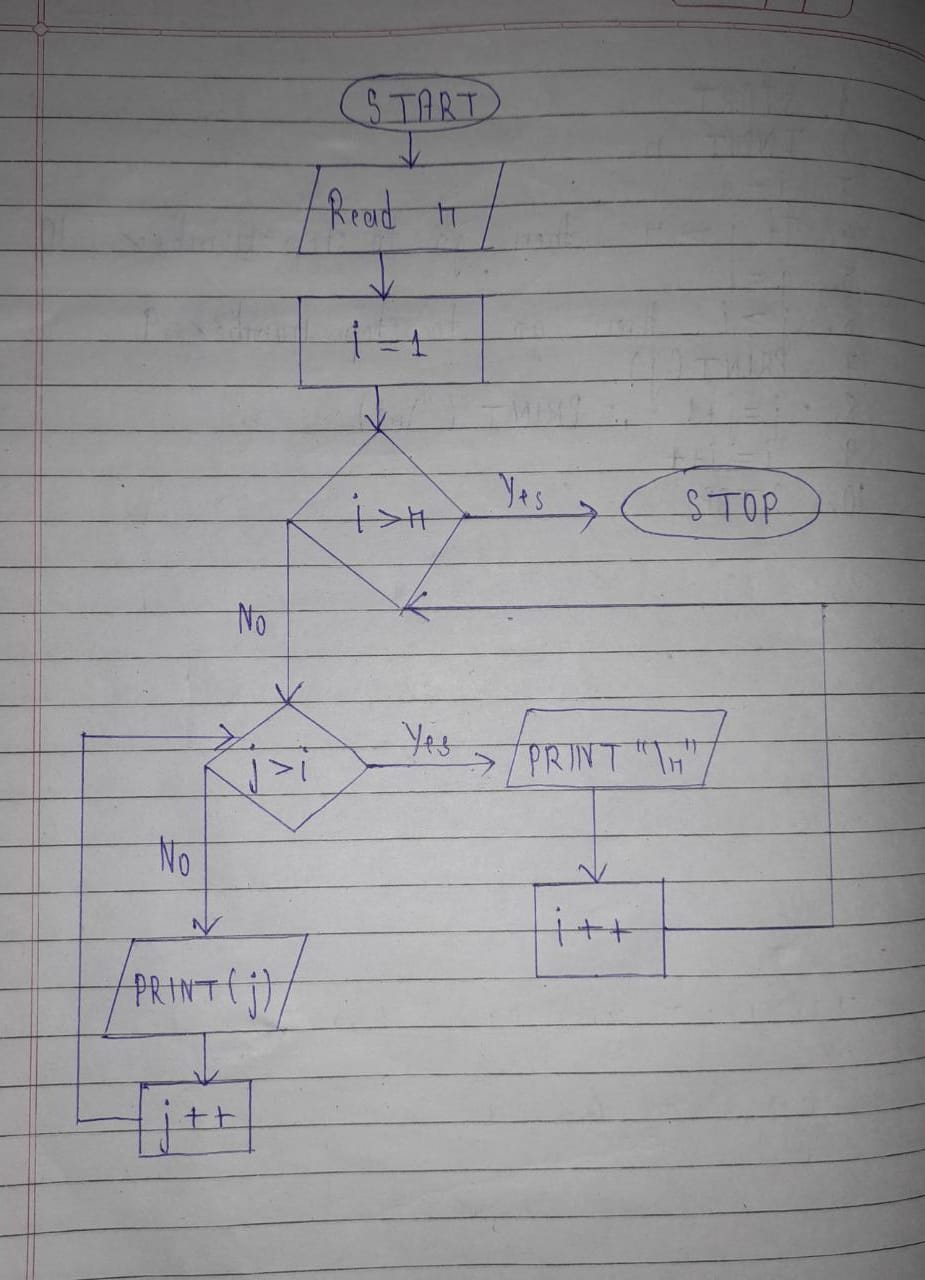 START
Read n
i = 1
i > n
Yes
STOP
No
j > i
Yes
PRINT "\n"
No
i ++
PRINT ( j )
j ++